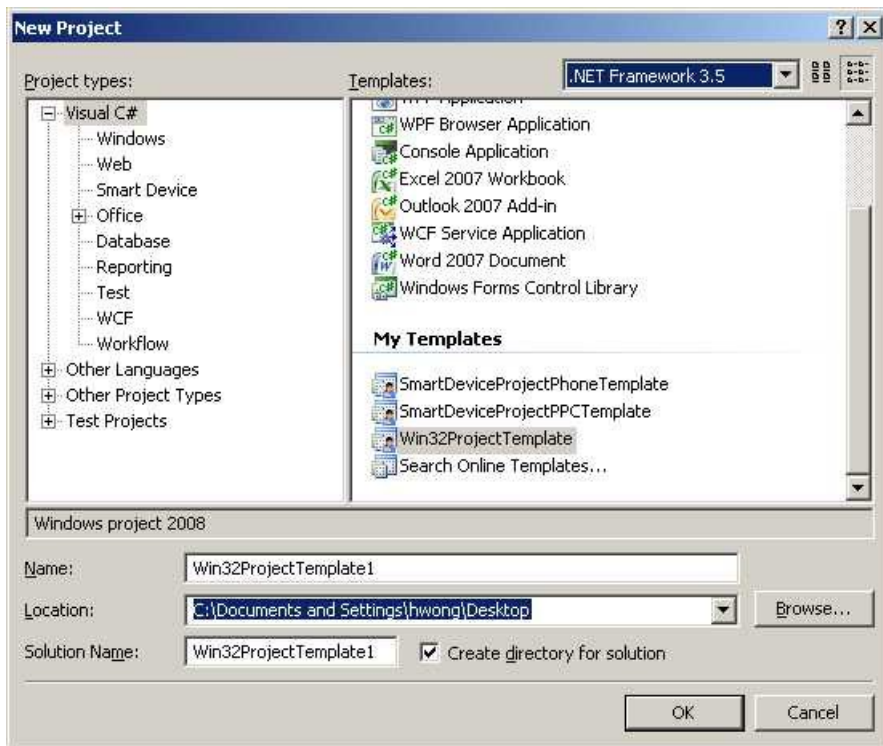 New Project
Project types:
Templates:
.NET Framework 3.5
Visual C#
Windows
Web
Smart Device
Office
Database
Reporting
Test
WCF
Workflow
Other Languages
Other Project Types
Test Projects
WPF Browser Application
Console Application
Excel 2007 Workbook
Outlook 2007 Add-in
WCF Service Application
Word 2007 Document
Windows Forms Control Library
My Templates
SmartDeviceProjectPhoneTemplate
SmartDeviceProjectPPCTemplate
Win32ProjectTemplate
Search Online Templates...
Windows project 2008
Name:
Win32ProjectTemplate1
Location:
C:\Documents and Settings\hwong\Desktop
Browse...
Solution Name:
Win32ProjectTemplate1
Create directory for solution
OK
Cancel